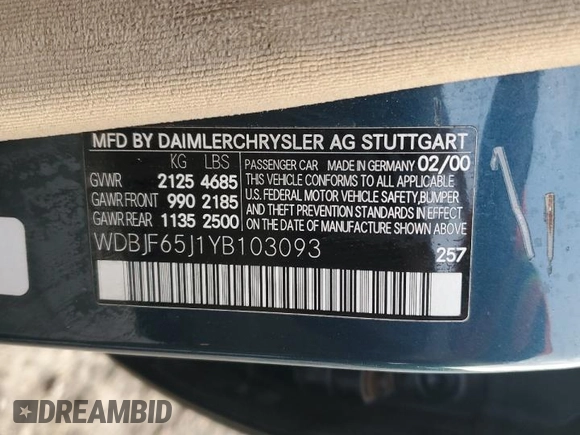 MFD BY DAIMLERCHRYSLER AG STUTTGART
KG LBS PASSENGER CAR MADE IN GERMANY 02/00
GVWR 2125 4685 THIS VEHICLE CONFORMS TO ALL APPLICABLE
GAWR FRONT 990 2185 U.S. FEDERAL MOTOR VEHICLE SAFETY, BUMPER
GAWR REAR 1135 2500 AND THEFT PREVENTION STANDARDS IN EFFECT
ON THE DATE OF MANUFACTURE SHOWN ABOVE
WDBJF65J1YB103093 257
DREAMBID